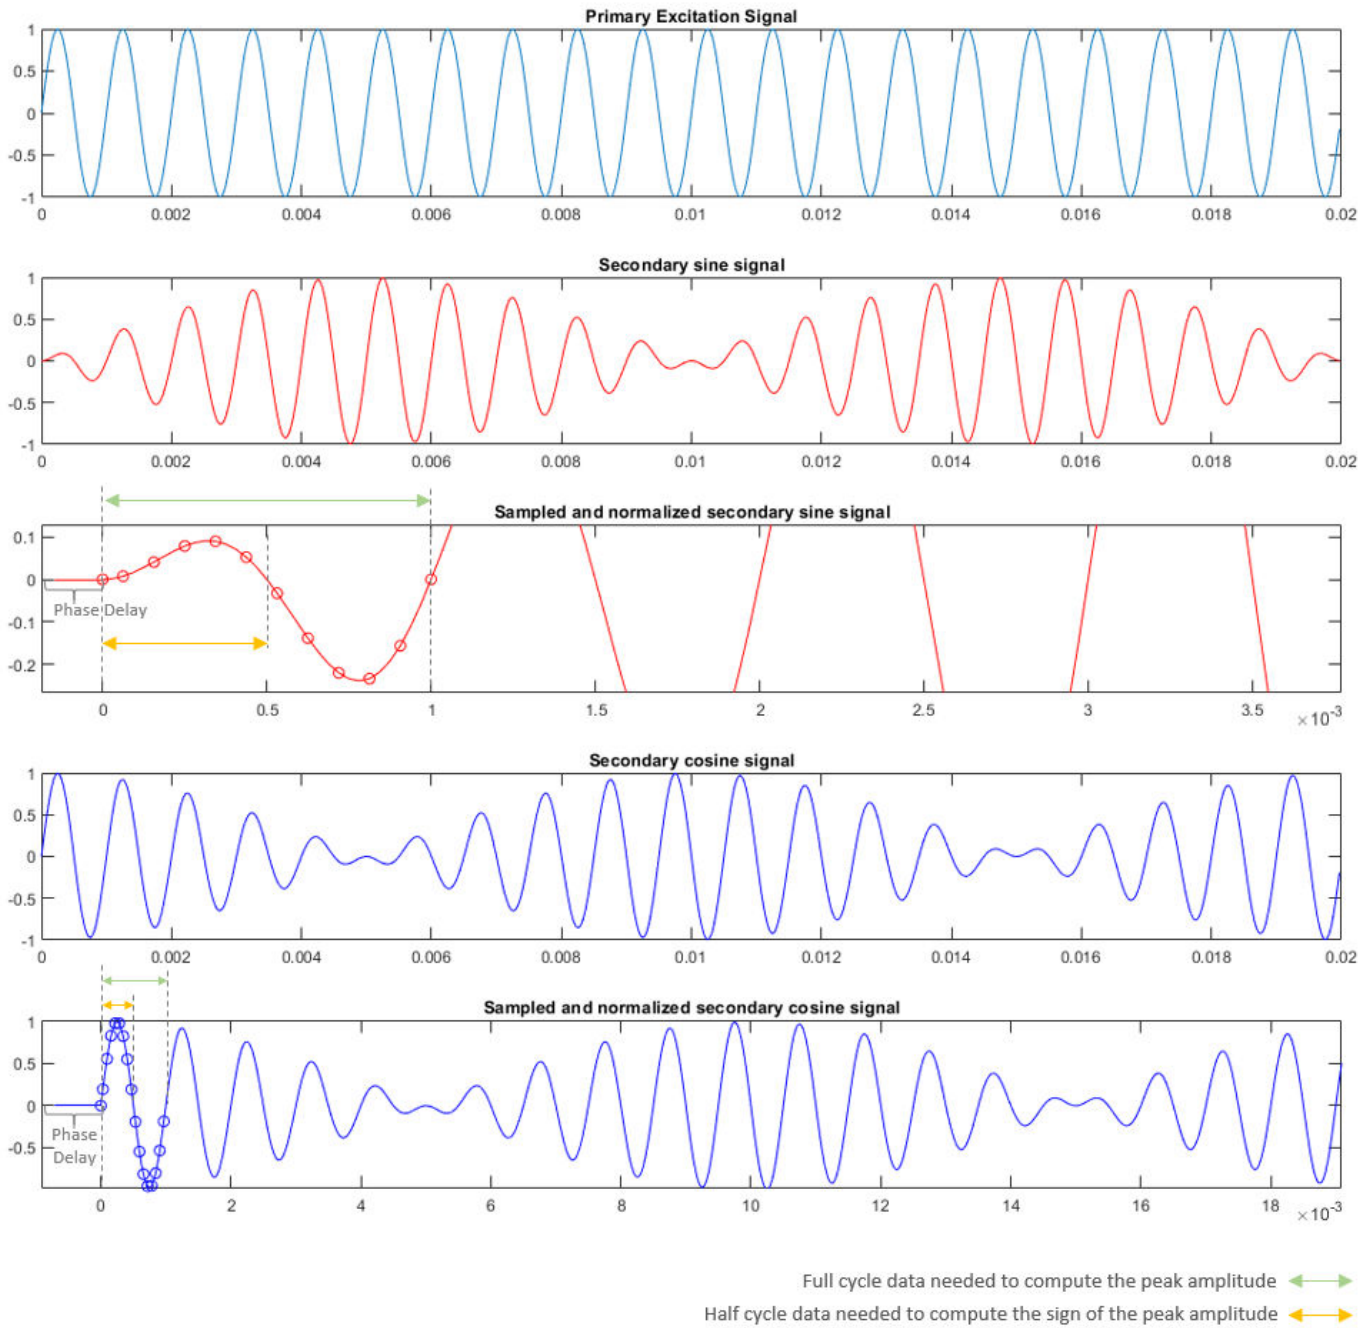 Primary Excitation Signal
1
0.5
0
-0.5
-1
0 0.002 0.004 0.006 0.008 0.01 0.012 0.014 0.016 0.018 0.02
Secondary sine signal
1
0.5
0
-0.5
-1
0 0.002 0.004 0.006 0.008 0.01 0.012 0.014 0.016 0.018 0.02
Sampled and normalized secondary sine signal
0.1
0
Phase Delay
-0.1
-0.2
0 0.5 1 1.5 2 2.5 3 3.5
×10-3
Secondary cosine signal
1
0.5
0
-0.5
-1
0 0.002 0.004 0.006 0.008 0.01 0.012 0.014 0.016 0.018 0.02
Sampled and normalized secondary cosine signal
1
0.5
0
Phase
Delay
-0.5
0 2 4 6 8 10 12 14 16 18
×10-3
Full cycle data needed to compute the peak amplitude
Half cycle data needed to compute the sign of the peak amplitude